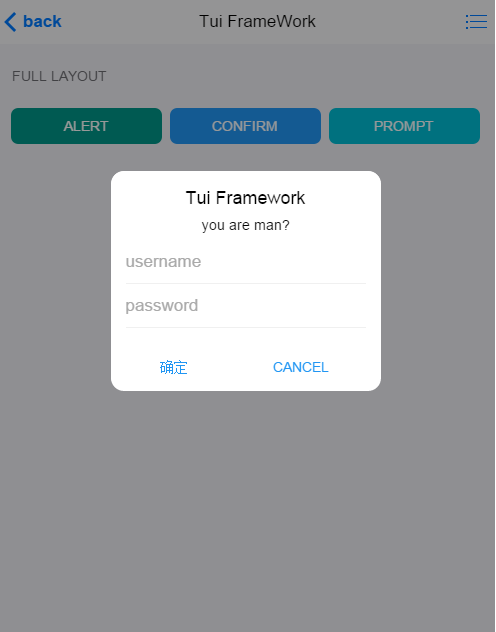 back
Tui FrameWork
FULL LAYOUT
ALERT
CONFIRM
PROMPT
Tui Framework
you are man?
username
password
确定
CANCEL